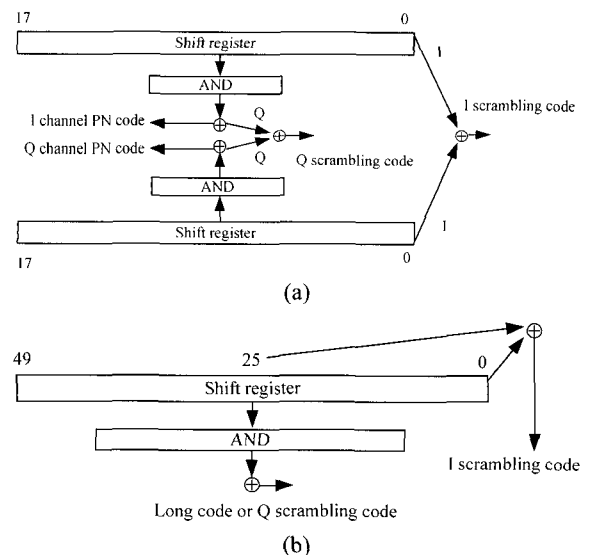 17 0
Shift register
1
AND
I scrambling code
I channel PN code Q
Q channel PN code Q
Q scrambling code
AND
1
Shift register
17 0
(a)
49 25 0
Shift register
AND
I scrambling code
Long code or Q scrambling code
(b)